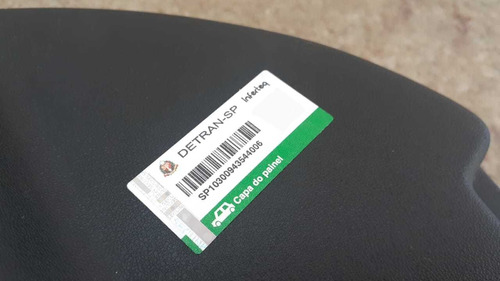 DETRAN-SP
SP10300943544006
Capa do painel